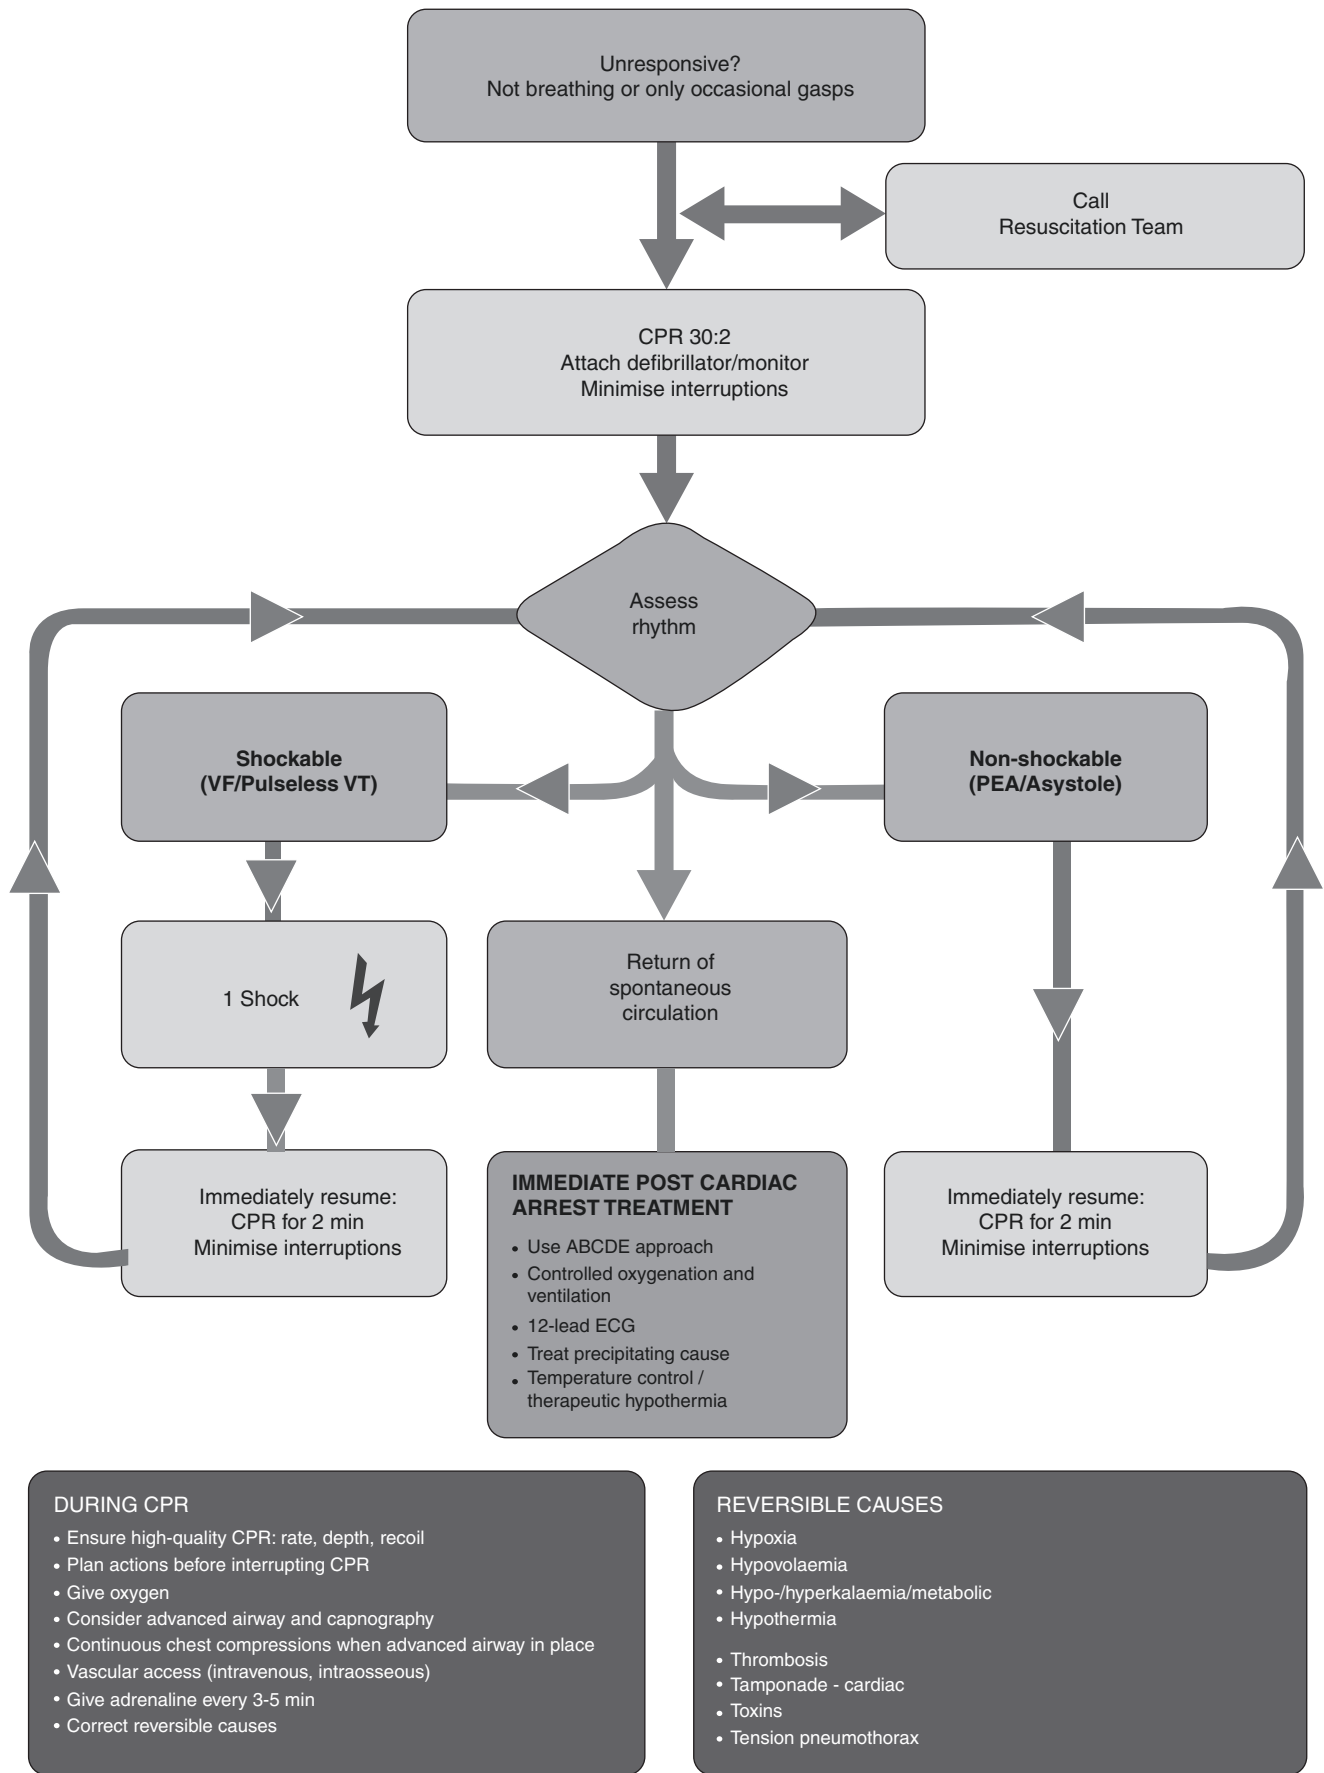 Unresponsive?
Not breathing or only occasional gasps
Call
Resuscitation Team
CPR 30:2
Attach defibrillator/monitor
Minimise interruptions
Assess
rhythm
Shockable
(VF/Pulseless VT)
Non-shockable
(PEA/Asystole)
1 Shock
Return of
spontaneous
circulation
Immediately resume:
CPR for 2 min
Minimise interruptions
IMMEDIATE POST CARDIAC
ARREST TREATMENT
• Use ABCDE approach
• Controlled oxygenation and
ventilation
• 12-lead ECG
• Treat precipitating cause
• Temperature control /
therapeutic hypothermia
Immediately resume:
CPR for 2 min
Minimise interruptions
DURING CPR
• Ensure high-quality CPR: rate, depth, recoil
• Plan actions before interrupting CPR
• Give oxygen
• Consider advanced airway and capnography
• Continuous chest compressions when advanced airway in place
• Vascular access (intravenous, intraosseous)
• Give adrenaline every 3-5 min
• Correct reversible causes
REVERSIBLE CAUSES
• Hypoxia
• Hypovolaemia
• Hypo-/hyperkalaemia/metabolic
• Hypothermia
• Thrombosis
• Tamponade - cardiac
• Toxins
• Tension pneumothorax